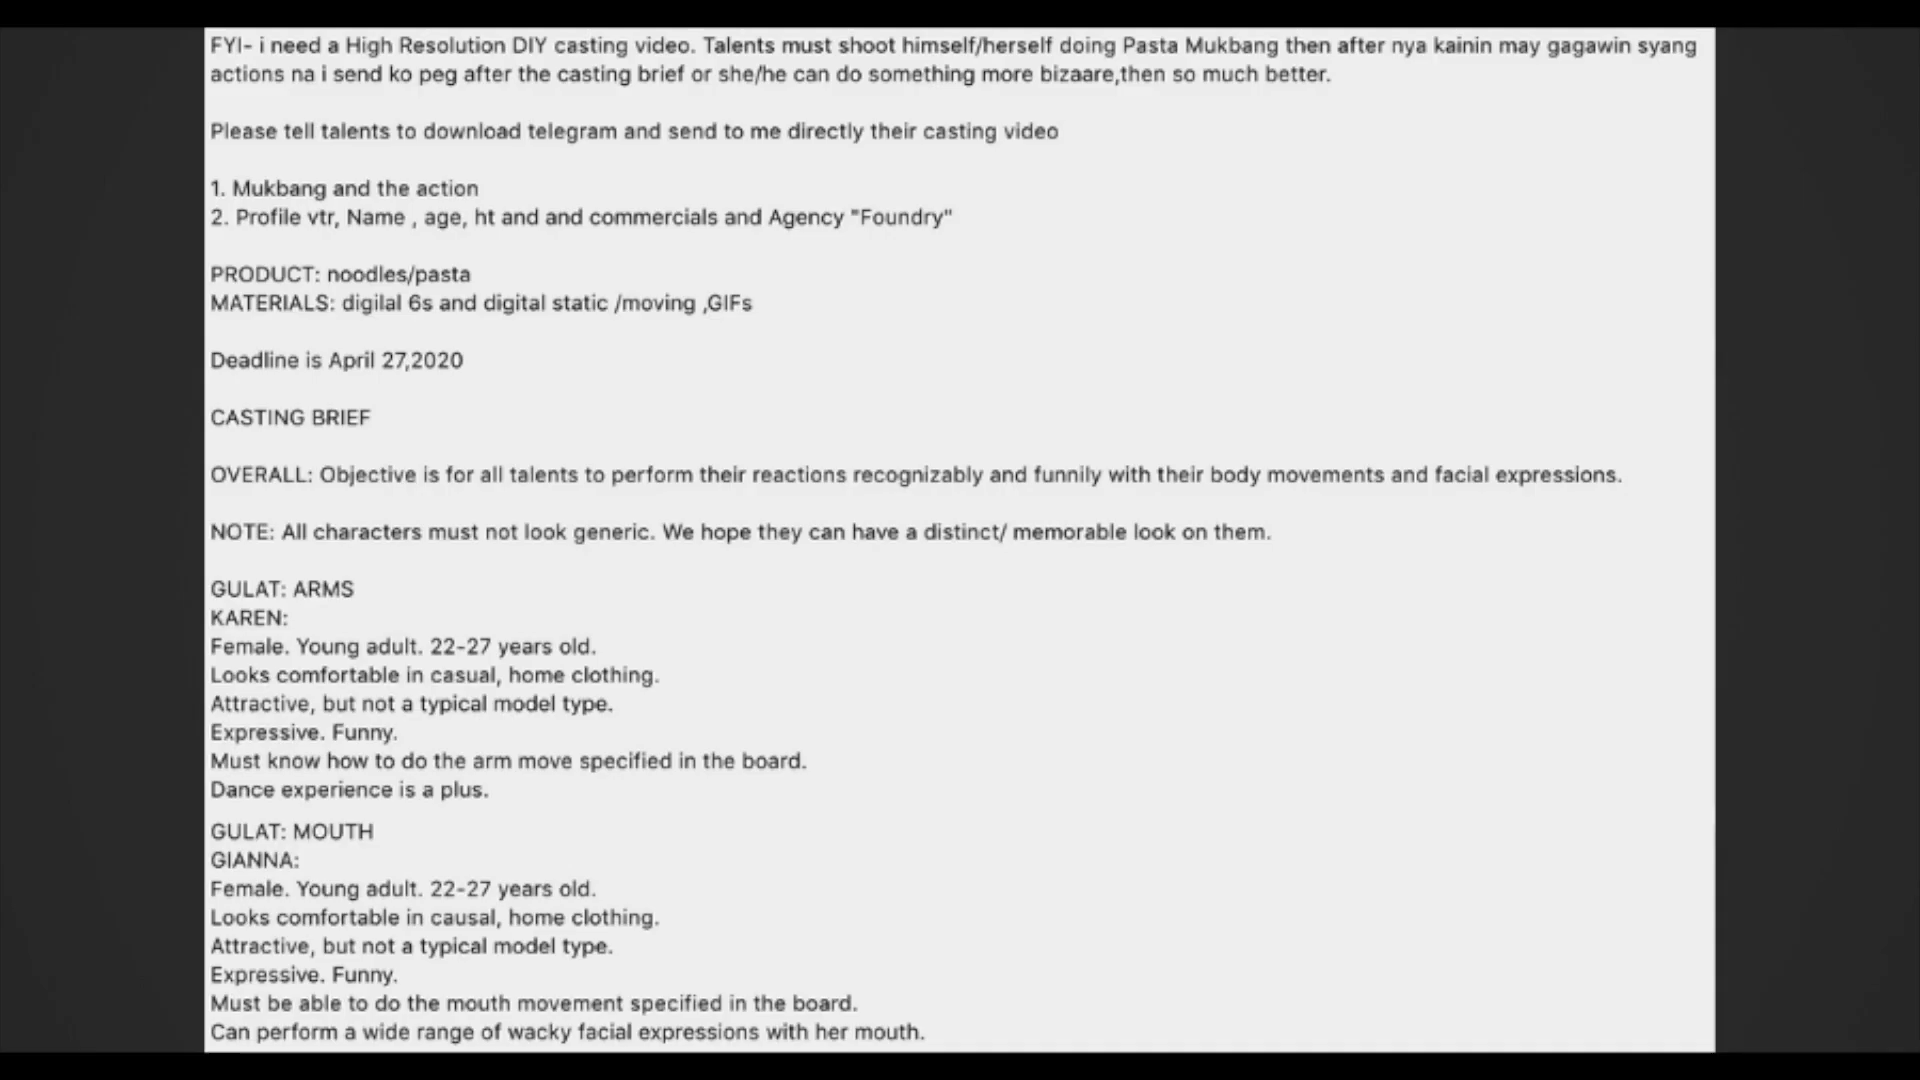 FYI- i need a High Resolution DIY casting video. Talents must shoot himself/herself doing Pasta Mukbang then after nya kainin may gagawin syang
actions na i send ko peg after the casting brief or she/he can do something more bizaare,then so much better.
Please tell talents to download telegram and send to me directly their casting video
1. Mukbang and the action
2. Profile vtr, Name , age, ht and and commercials and Agency "Foundry"
PRODUCT: noodles/pasta
MATERIALS: digilal 6s and digital static /moving ,GIFs
Deadline is April 27,2020
CASTING BRIEF
OVERALL: Objective is for all talents to perform their reactions recognizably and funnily with their body movements and facial expressions.
NOTE: All characters must not look generic. We hope they can have a distinct/ memorable look on them.
GULAT: ARMS
KAREN:
Female. Young adult. 22-27 years old.
Looks comfortable in casual, home clothing.
Attractive, but not a typical model type.
Expressive. Funny.
Must know how to do the arm move specified in the board.
Dance experience is a plus.
GULAT: MOUTH
GIANNA:
Female. Young adult. 22-27 years old.
Looks comfortable in causal, home clothing.
Attractive, but not a typical model type.
Expressive. Funny.
Must be able to do the mouth movement specified in the board.
Can perform a wide range of wacky facial expressions with her mouth.